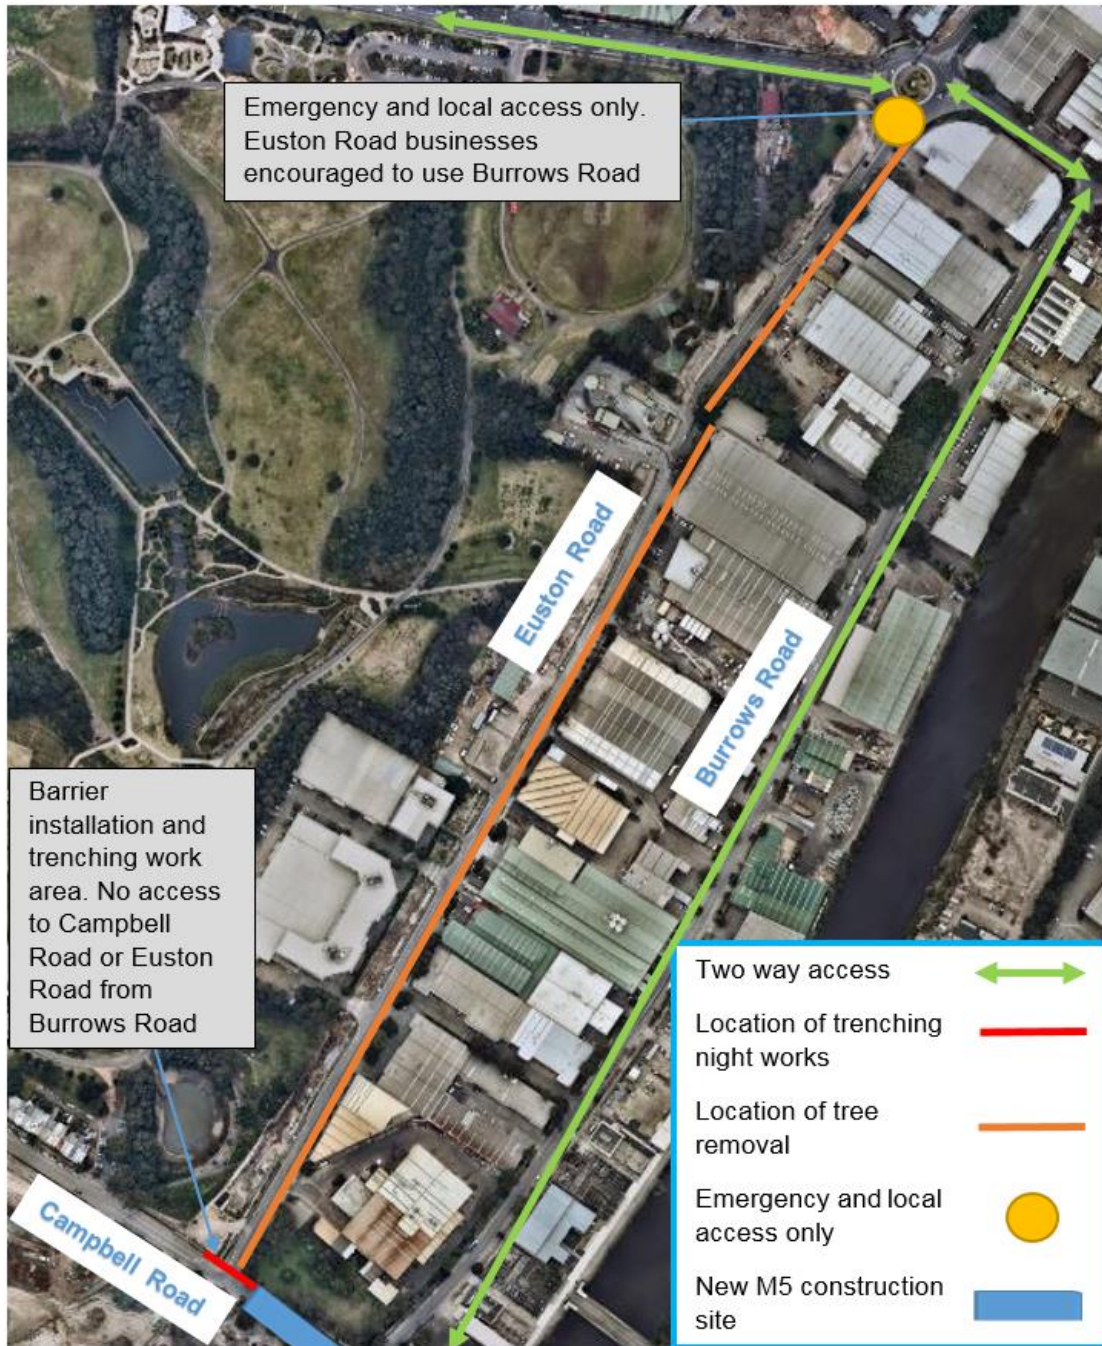 Emergency and local access only.
Euston Road businesses
encouraged to use Burrows Road
Euston Road
Burrows Road
Barrier
installation and
trenching work
area. No access
to Campbell
Road or Euston
Road from
Burrows Road
Campbell Road
Two way access
Location of trenching
night works
Location of tree
removal
Emergency and local
access only
New M5 construction
site